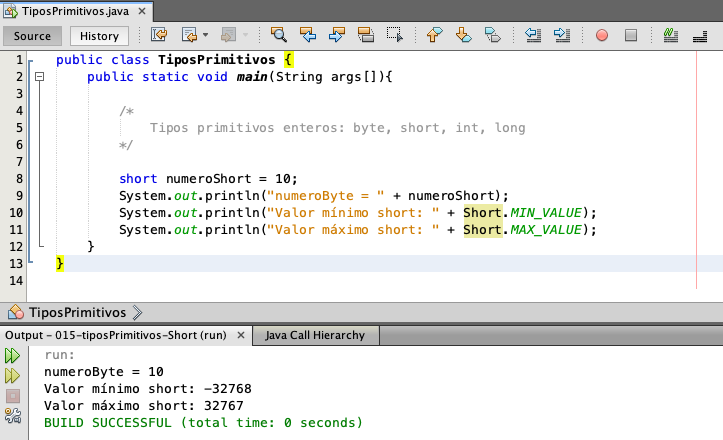 TiposPrimitivos.java ×
Source History
1 public class TiposPrimitivos {
2 public static void main(String args[]){
3
4 /*
5 Tipos primitivos enteros: byte, short, int, long
6 */
7
8 short numeroShort = 10;
9 System.out.println("numeroByte = " + numeroShort);
10 System.out.println("Valor mínimo short: " + Short.MIN_VALUE);
11 System.out.println("Valor máximo short: " + Short.MAX_VALUE);
12 }
13 }
14
TiposPrimitivos
Output - 015-tiposPrimitivos-Short (run) × Java Call Hierarchy
run:
numeroByte = 10
Valor mínimo short: -32768
Valor máximo short: 32767
BUILD SUCCESSFUL (total time: 0 seconds)